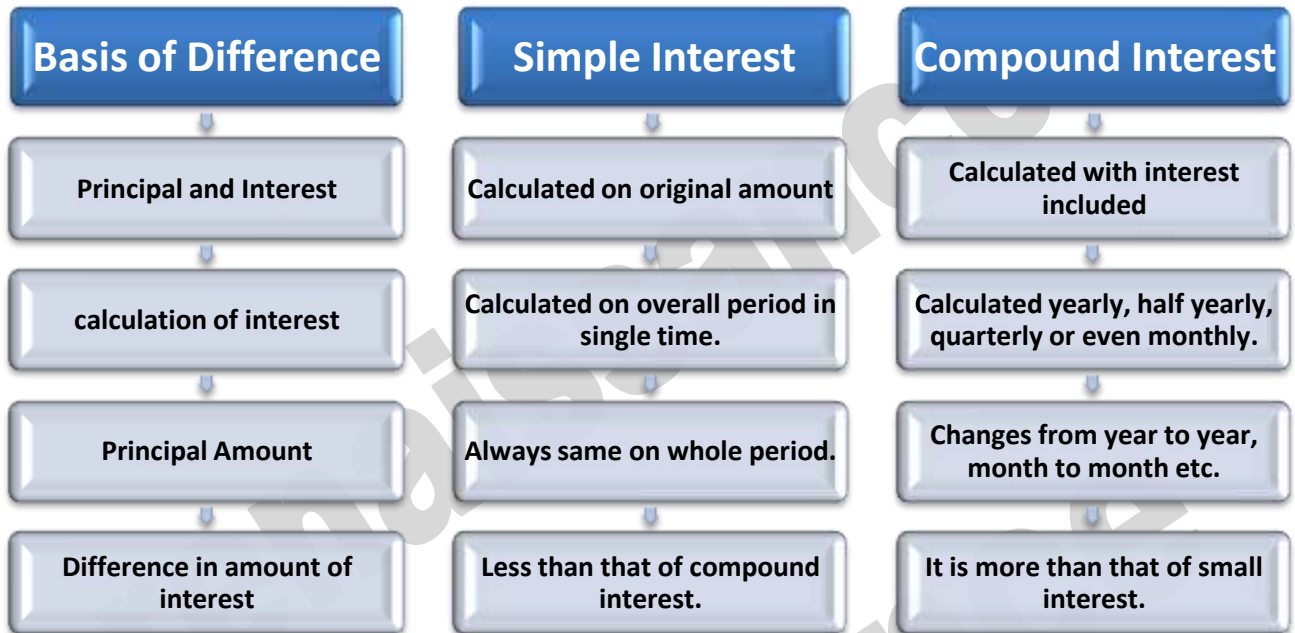 Basis of Difference
Simple Interest
Compound Interest
Principal and Interest
Calculated on original amount
Calculated with interest
included
calculation of interest
Calculated on overall period in
single time.
Calculated yearly, half yearly,
quarterly or even monthly.
Principal Amount
Always same on whole period.
Changes from year to year,
month to month etc.
Difference in amount of
interest
Less than that of compound
interest.
It is more than that of small
interest.